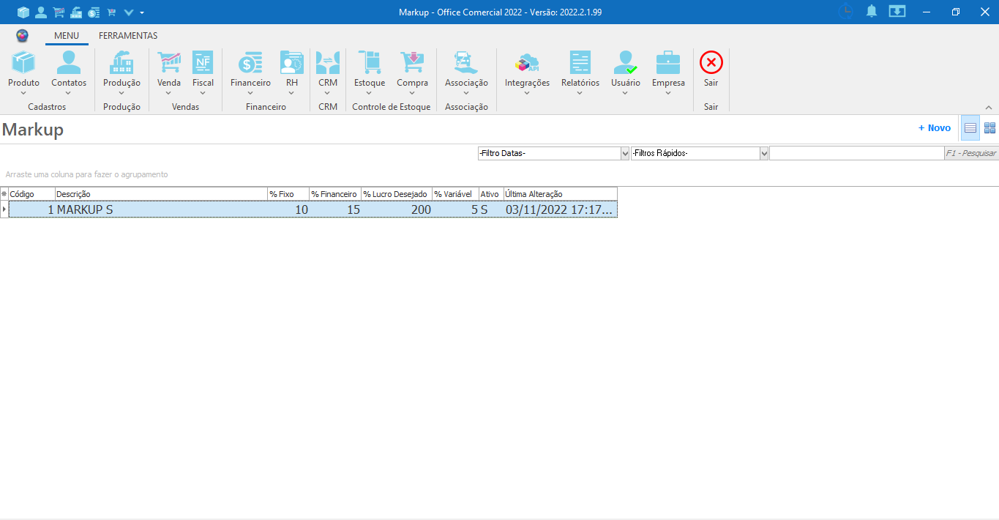 Markup - Office Comercial 2022 - Versão: 2022.2.1.99
MENU FERRAMENTAS
Produto Contatos Produção Venda Fiscal Financeiro RH CRM Estoque Compra Associação Integrações Relatórios Usuário Empresa Sair
Cadastros Produção Vendas Financeiro CRM Controle de Estoque Associação Sair
Markup
+ Novo
-Filtro Datas- -Filtros Rápidos- F1 - Pesquisar
Arraste uma coluna para fazer o agrupamento
Código Descrição % Fixo % Financeiro % Lucro Desejado % Variável Ativo Última Alteração
1 MARKUP S 10 15 200 5 S 03/11/2022 17:17...